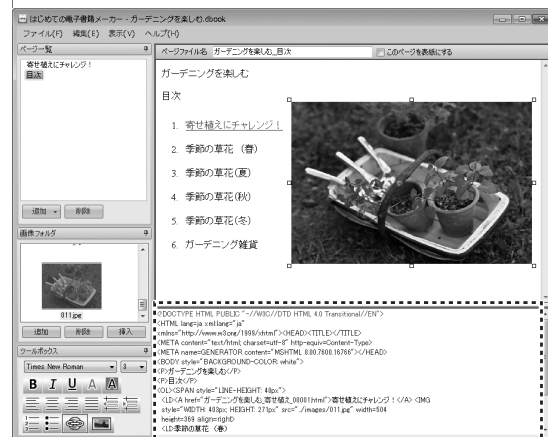 はじめての電子書籍メーカー - ガーデニングを楽しむ.dbook
ファイル(F) 編集(E) 表示(V) ヘルプ(H)
ページ一覧
寄せ植えにチャレンジ！
目次
追加 削除
画像フォルダ
011.jpg
追加 削除 挿入
ツールボックス
Times New Roman 3
B I U A A
ページファイル名 ガーデニングを楽しむ_目次 このページを表紙にする
ガーデニングを楽しむ
目次
1. 寄せ植えにチャレンジ！
2. 季節の草花 （春）
3. 季節の草花(夏)
4. 季節の草花(秋)
5. 季節の草花(冬)
6. ガーデニング雑貨
<!DOCTYPE HTML PUBLIC "-//W3C//DTD HTML 4.0 Transitional//EN">
<HTML lang=ja xml:lang="ja"
xmlns="http://www.w3.org/1999/xhtml"><HEAD><TITLE></TITLE>
<META content="text/html; charset=utf-8" http-equiv=Content-Type>
<META name=GENERATOR content="MSHTML 8.00.7600.16766"></HEAD>
<BODY style="BACKGROUND-COLOR: white">
<P>ガーデニングを楽しむ</P>
<P>目次</P>
<OL><SPAN style="LINE-HEIGHT: 40px">
<LI><A href="ガーデニングを楽しむ_寄せ植え_00001.html">寄せ植えにチャレンジ！</A> <IMG
style="WIDTH: 403px; HEIGHT: 271px" src="./images/011.jpg" width=504
height=369 align=right>
<LI>季節の草花 （春）